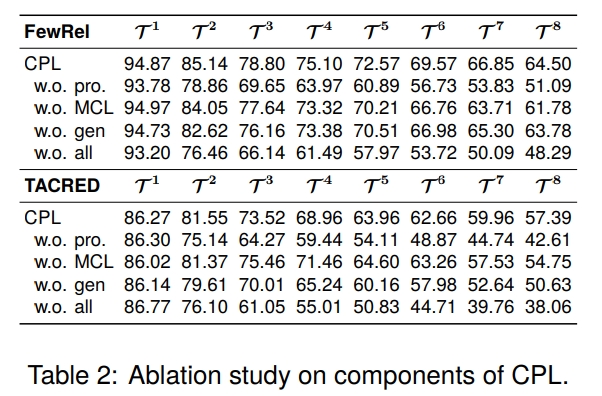 FewRel T¹ T² T³ T⁴ T⁵ T⁶ T⁷ T⁸
CPL 94.87 85.14 78.80 75.10 72.57 69.57 66.85 64.50
w.o. pro. 93.78 78.86 69.65 63.97 60.89 56.73 53.83 51.09
w.o. MCL 94.97 84.05 77.64 73.32 70.21 66.76 63.71 61.78
w.o. gen 94.73 82.62 76.16 73.38 70.51 66.98 65.30 63.78
w.o. all 93.20 76.46 66.14 61.49 57.97 53.72 50.09 48.29
TACRED T¹ T² T³ T⁴ T⁵ T⁶ T⁷ T⁸
CPL 86.27 81.55 73.52 68.96 63.96 62.66 59.96 57.39
w.o. pro. 86.30 75.14 64.27 59.44 54.11 48.87 44.74 42.61
w.o. MCL 86.02 81.37 75.46 71.46 64.60 63.26 57.53 54.75
w.o. gen 86.14 79.61 70.01 65.24 60.16 57.98 52.64 50.63
w.o. all 86.77 76.10 61.05 55.01 50.83 44.71 39.76 38.06
Table 2: Ablation study on components of CPL.